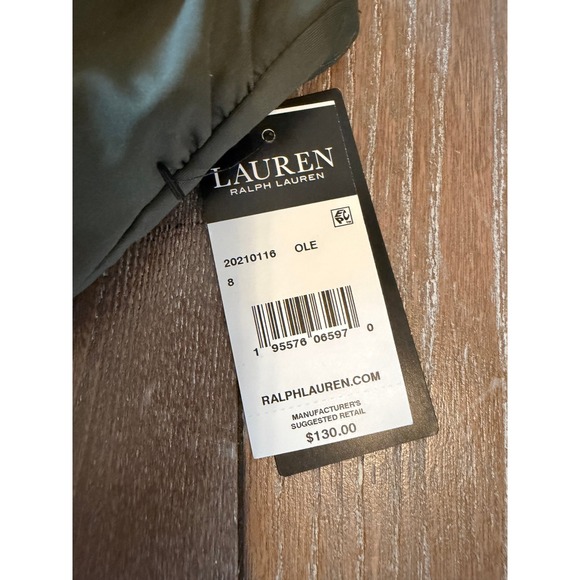 LAUREN
RALPH LAUREN
20210116 OLE
8
1 95576 06597 0
RALPHLAUREN.COM
MANUFACTURER'S
SUGGESTED RETAIL
$130.00